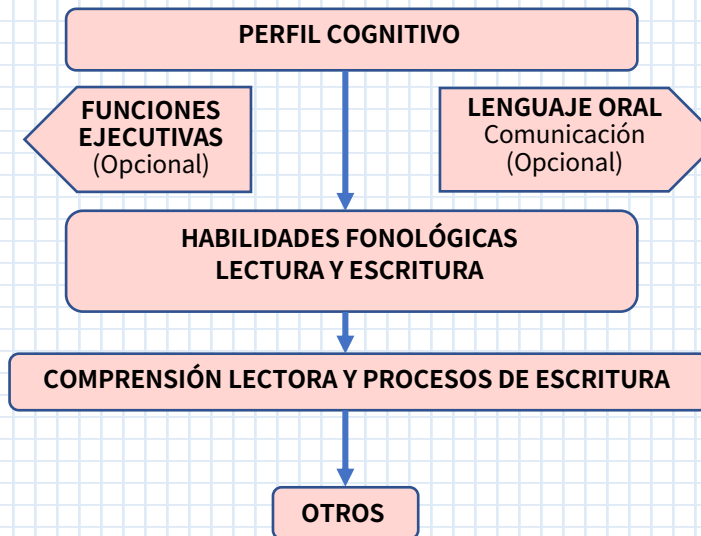 PERFIL COGNITIVO
FUNCIONES
EJECUTIVAS
(Opcional)
LENGUAJE ORAL
Comunicación
(Opcional)
HABILIDADES FONOLÓGICAS
LECTURA Y ESCRITURA
COMPRENSIÓN LECTORA Y PROCESOS DE ESCRITURA
OTROS